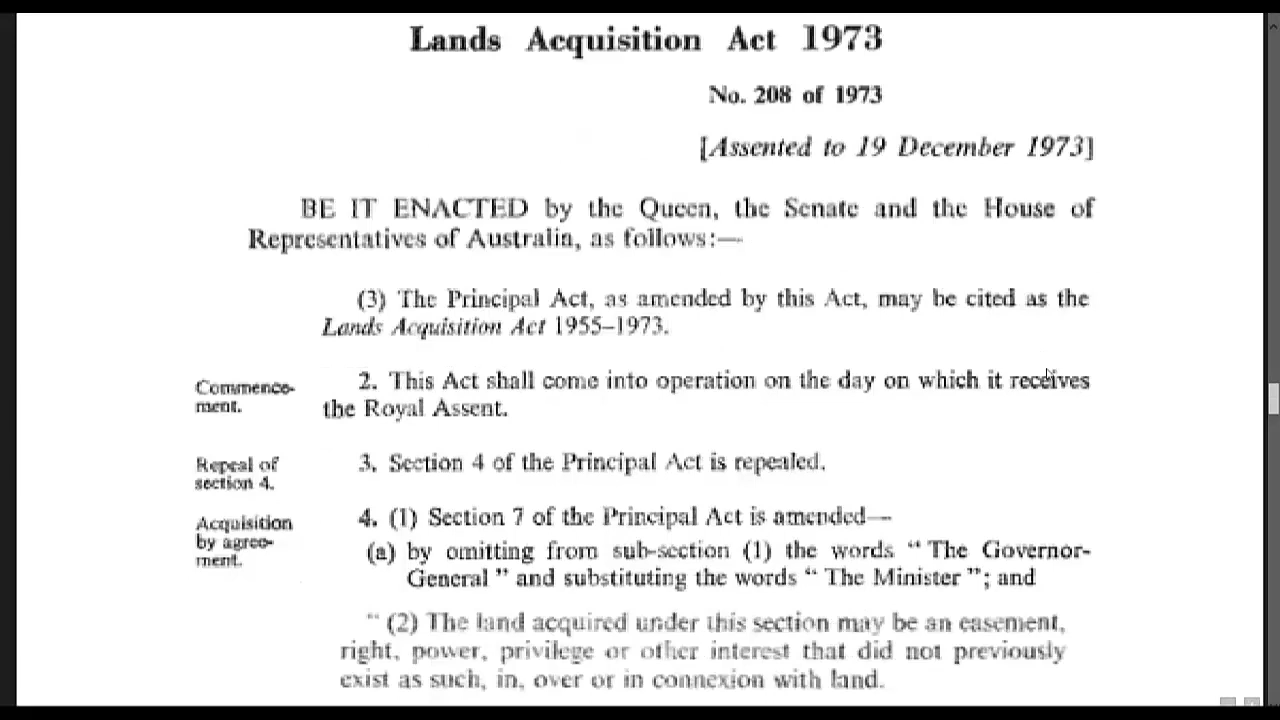 Lands Acquisition Act 1973
No. 208 of 1973
[Assented to 19 December 1973]
BE IT ENACTED by the Queen, the Senate and the House of
Representatives of Australia, as follows:—
(3) The Principal Act, as amended by this Act, may be cited as the
Lands Acquisition Act 1955–1973.
Commence-
ment.
2. This Act shall come into operation on the day on which it receives
the Royal Assent.
Repeal of
section 4.
3. Section 4 of the Principal Act is repealed.
Acquisition
by agree-
ment.
4. (1) Section 7 of the Principal Act is amended—
(a) by omitting from sub-section (1) the words “ The Governor-
General ” and substituting the words “ The Minister ”; and
“ (2) The land acquired under this section may be an easement,
right, power, privilege or other interest that did not previously
exist as such, in, over or in connexion with land.